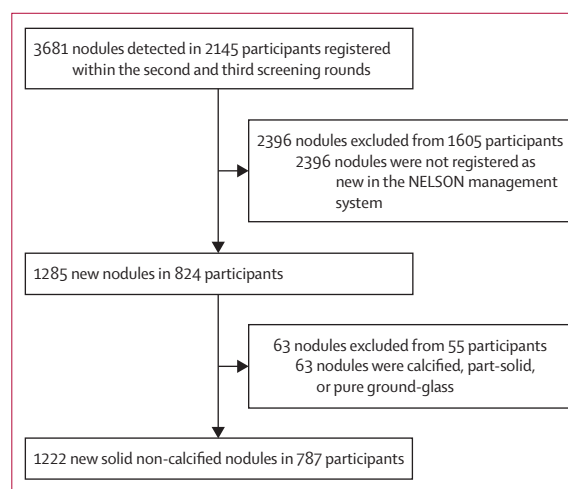 3681 nodules detected in 2145 participants registered
within the second and third screening rounds
2396 nodules excluded from 1605 participants
2396 nodules were not registered as
new in the NELSON management
system
1285 new nodules in 824 participants
63 nodules excluded from 55 participants
63 nodules were calcified, part-solid,
or pure ground-glass
1222 new solid non-calcified nodules in 787 participants